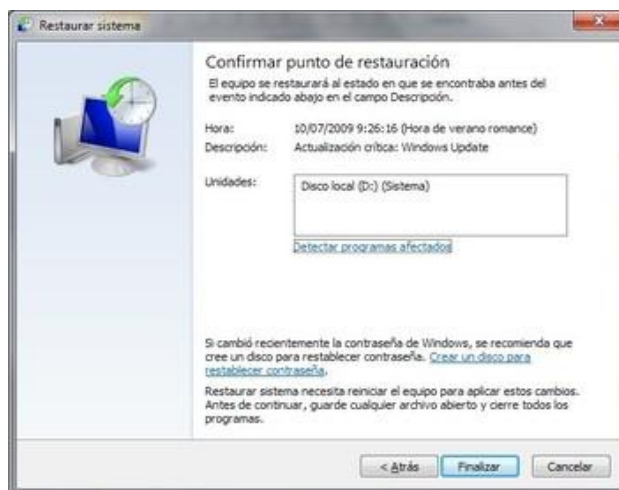 Restaurar sistema
Confirmar punto de restauración
El equipo se restaurará al estado en que se encontraba antes del
evento indicado abajo en el campo Descripción.
Hora: 10/07/2009 9:26:16 (Hora de verano romance)
Descripción: Actualización crítica: Windows Update
Unidades: Disco local (D:) (Sistema)
Detectar programas afectados
Si cambió recientemente la contraseña de Windows, se recomienda que
cree un disco para restablecer contraseña. Crear un disco para
restablecer contraseña.
Restaurar sistema necesita reiniciar el equipo para aplicar estos cambios.
Antes de continuar, guarde cualquier archivo abierto y cierre todos los
programas.
< Atrás Finalizar Cancelar